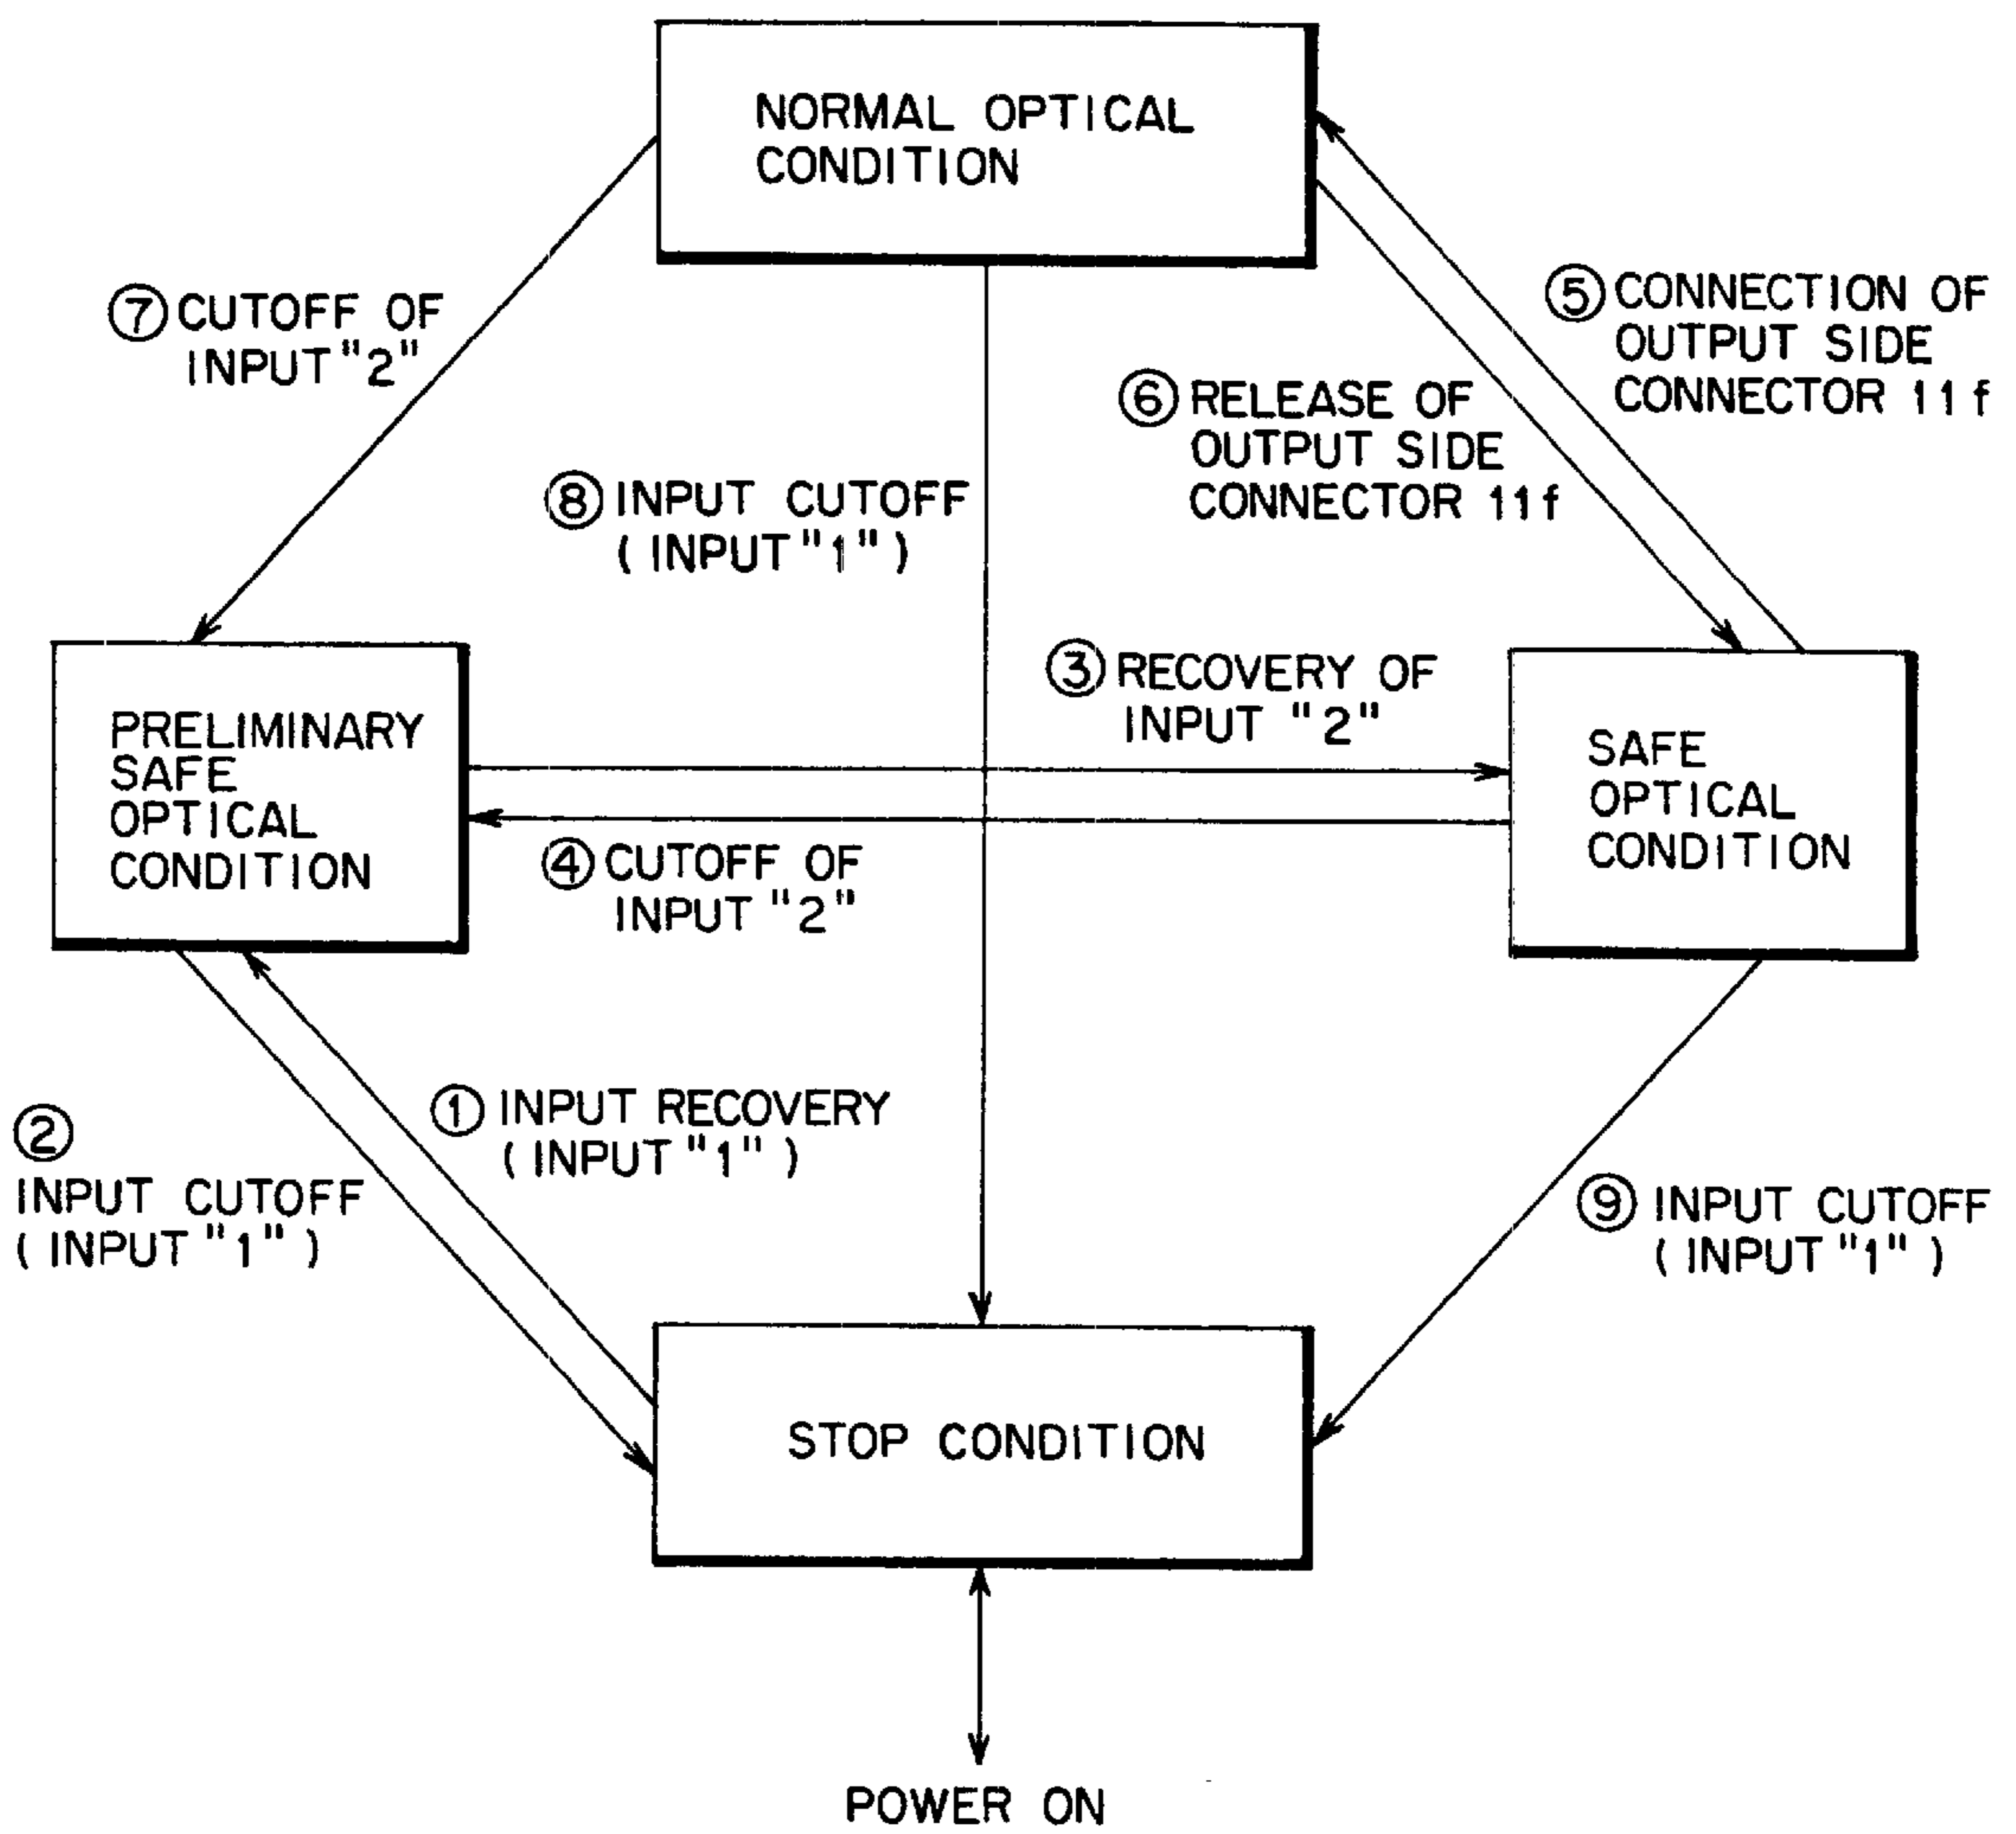 NORMAL OPTICAL
CONDITION
⑦ CUTOFF OF
INPUT "2"
⑤ CONNECTION OF
OUTPUT SIDE
CONNECTOR 11f
⑥ RELEASE OF
OUTPUT SIDE
CONNECTOR 11f
⑧ INPUT CUTOFF
(INPUT "1")
③ RECOVERY OF
INPUT "2"
PRELIMINARY
SAFE
OPTICAL
CONDITION
SAFE
OPTICAL
CONDITION
④ CUTOFF OF
INPUT "2"
① INPUT RECOVERY
(INPUT "1")
②
INPUT CUTOFF
(INPUT "1")
⑨ INPUT CUTOFF
(INPUT "1")
STOP CONDITION
POWER ON